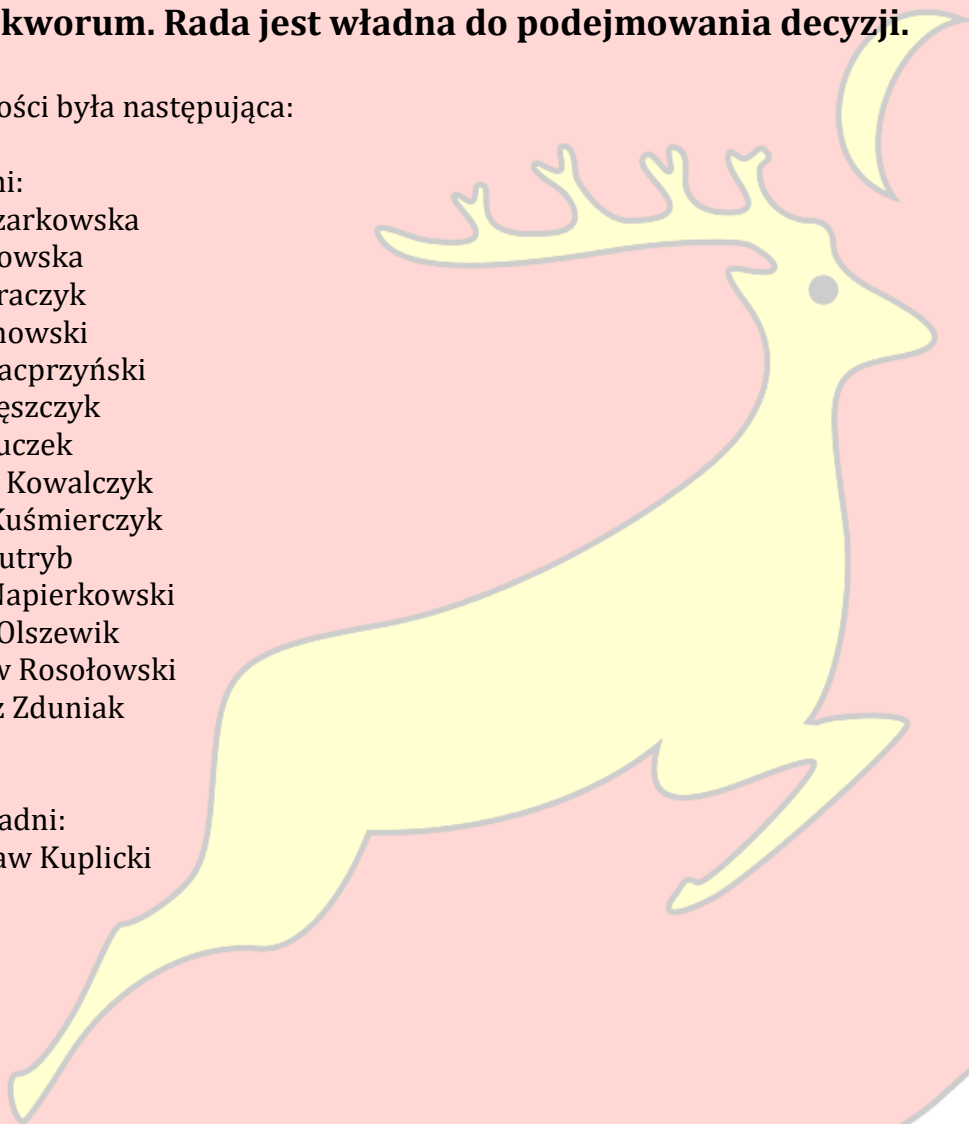 kworum. Rada jest władna do podejmowania decyzji.
ości była następująca:
ni:
zarkowska
owska
raczyk
nowski
acprzyński
ęszczyk
uczek
Kowalczyk
Kuśmierczyk
utryb
Napierkowski
Olszewik
w Rosołowski
z Zduniak
adni:
aw Kuplicki